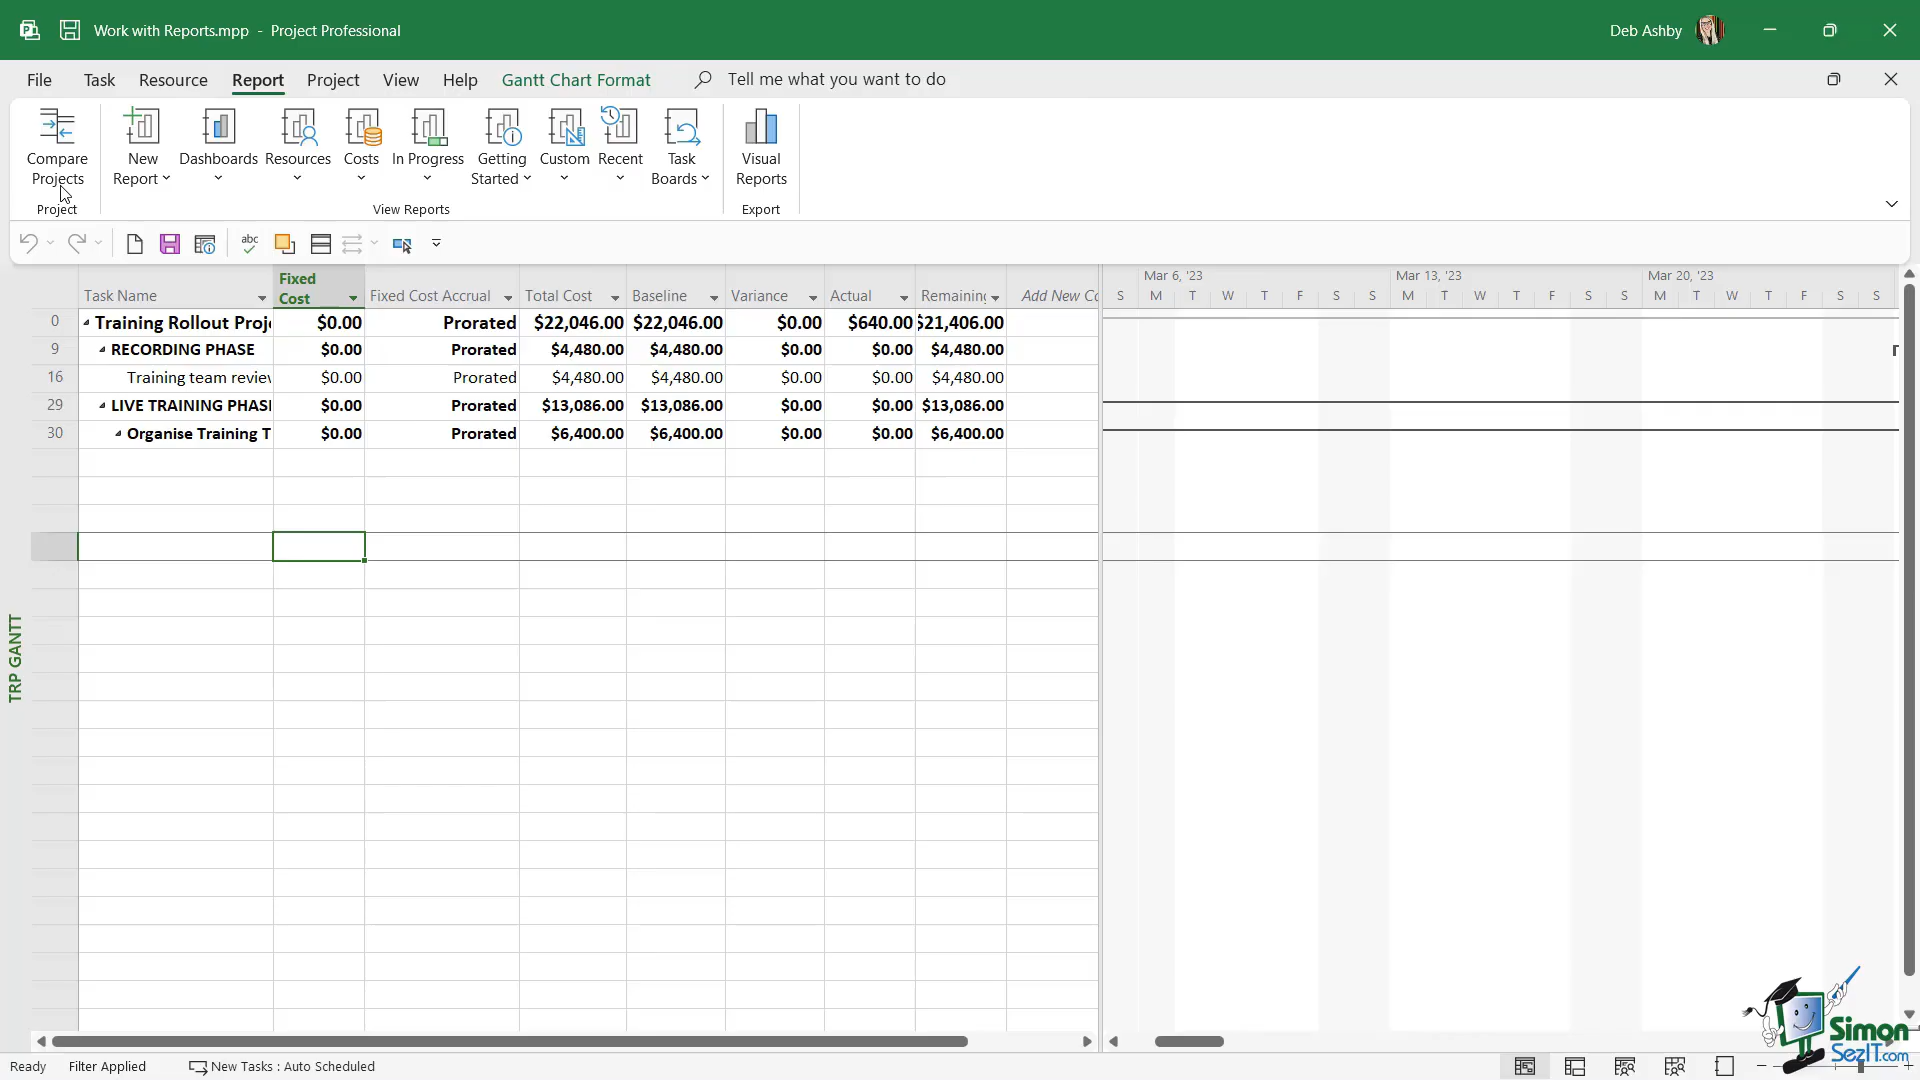 Work with Reports.mpp - Project Professional
Deb Ashby
File Task Resource Report Project View Help Gantt Chart Format Tell me what you want to do
Compare Projects
New Report
Dashboards
Resources
Costs
In Progress
Getting Started
Custom
Recent
Task Boards
Visual Reports
Project
View Reports
Export
abc
Task Name Fixed Cost Fixed Cost Accrual Total Cost Baseline Variance Actual Remaining Add New Co
Mar 6, '23 Mar 13, '23 Mar 20, '23
S M T W T F S S M T W T F S S M T W T F S S
0 Training Rollout Proj $0.00 Prorated $22,046.00 $22,046.00 $0.00 $640.00 $21,406.00
9 RECORDING PHASE $0.00 Prorated $4,480.00 $4,480.00 $0.00 $0.00 $4,480.00
16 Training team review $0.00 Prorated $4,480.00 $4,480.00 $0.00 $0.00 $4,480.00
29 LIVE TRAINING PHASE $0.00 Prorated $13,086.00 $13,086.00 $0.00 $0.00 $13,086.00
30 Organise Training T $0.00 Prorated $6,400.00 $6,400.00 $0.00 $0.00 $6,400.00
TRP GANTT
Simon
SezIT.com
Ready Filter Applied New Tasks : Auto Scheduled